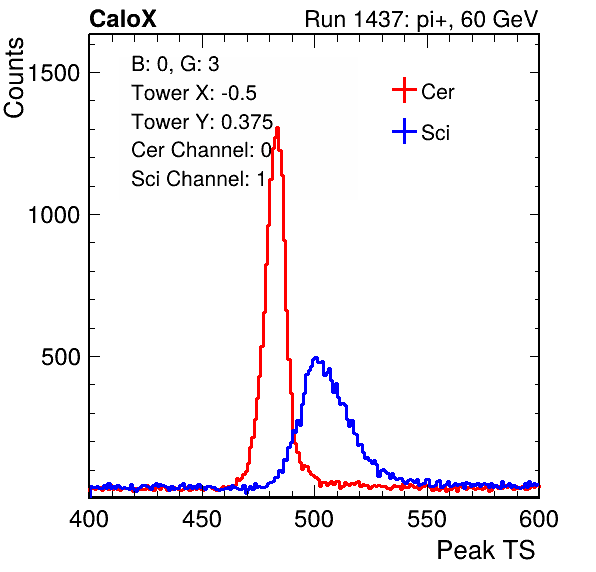 CaloX Run 1437: pi+, 60 GeV
Counts
B: 0, G: 3
Tower X: -0.5
Tower Y: 0.375
Cer Channel: 0
Sci Channel: 1
Cer
Sci
1500
1000
500
400 450 500 550 600
Peak TS